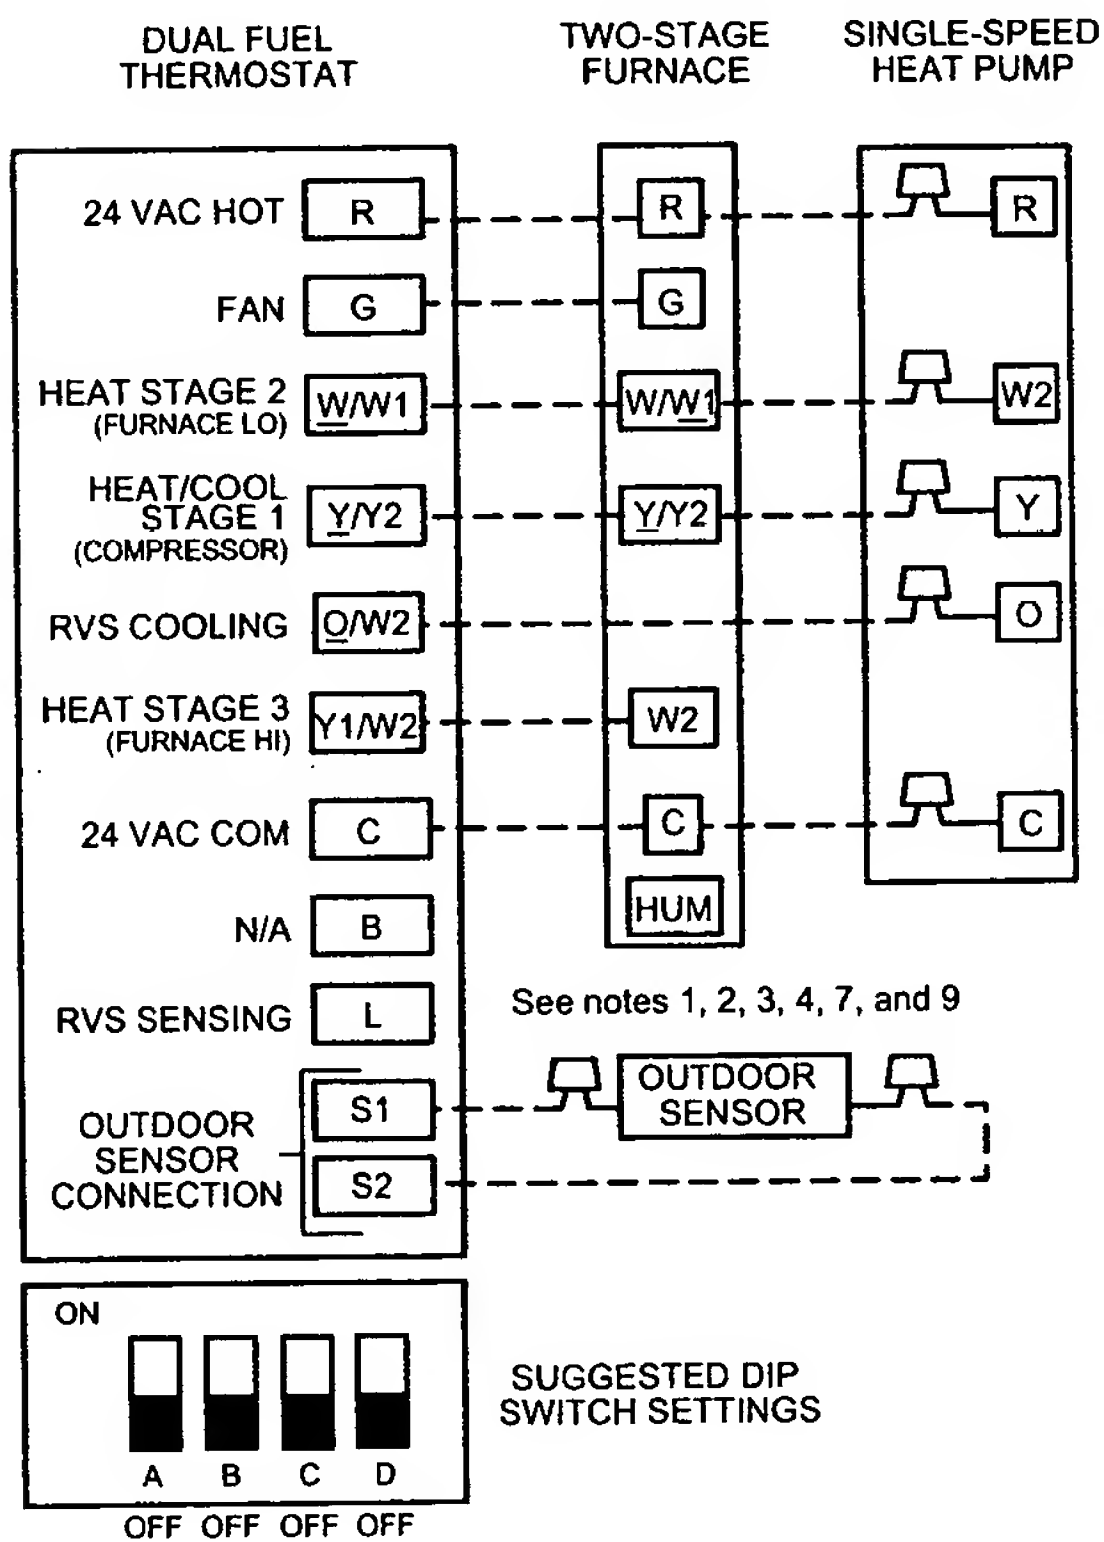 DUAL FUEL
THERMOSTAT
TWO-STAGE
FURNACE
SINGLE-SPEED
HEAT PUMP
24 VAC HOT R R R
FAN G G
HEAT STAGE 2
(FURNACE LO)
W/W1 W/W1 W2
HEAT/COOL
STAGE 1
(COMPRESSOR)
Y/Y2 Y/Y2 Y
RVS COOLING O/W2 O
HEAT STAGE 3
(FURNACE HI)
Y1/W2 W2
24 VAC COM C C C
HUM
N/A B
RVS SENSING L
See notes 1, 2, 3, 4, 7, and 9
OUTDOOR
SENSOR
CONNECTION
S1
S2
OUTDOOR
SENSOR
ON
A B C D
OFF OFF OFF OFF
SUGGESTED DIP
SWITCH SETTINGS